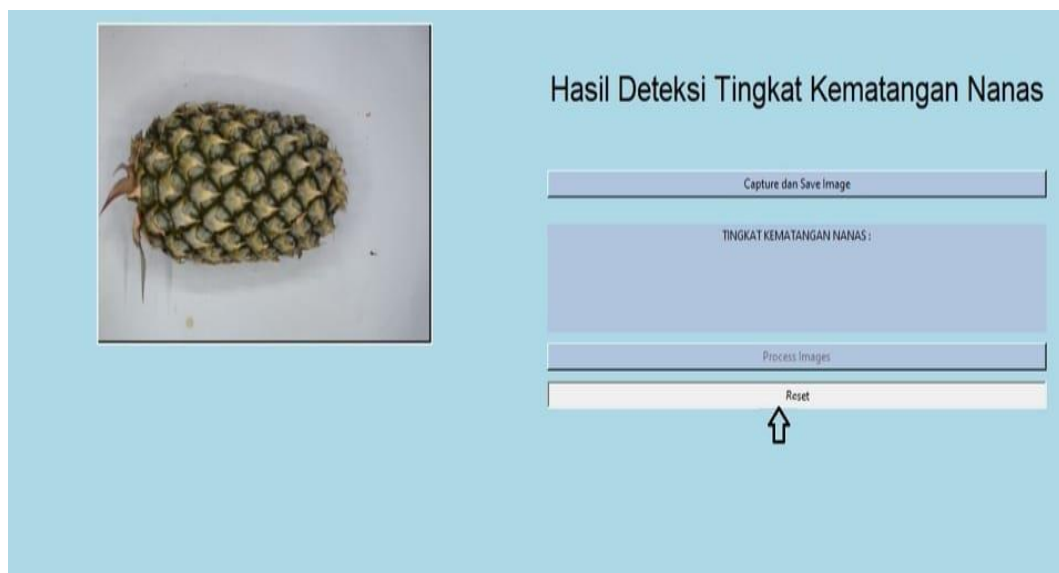 Hasil Deteksi Tingkat Kematangan Nanas
Capture dan Save Image
TINGKAT KEMATANGAN NANAS :
Process Images
Reset